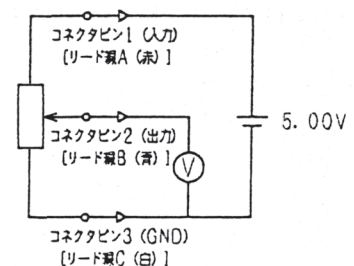 コネクタピン1 (入力)
[リード線A (赤) ]
コネクタピン2 (出力)
[リード線B (青) ]
V
5.00V
コネクタピン3 (GND)
[リード線C (白) ]